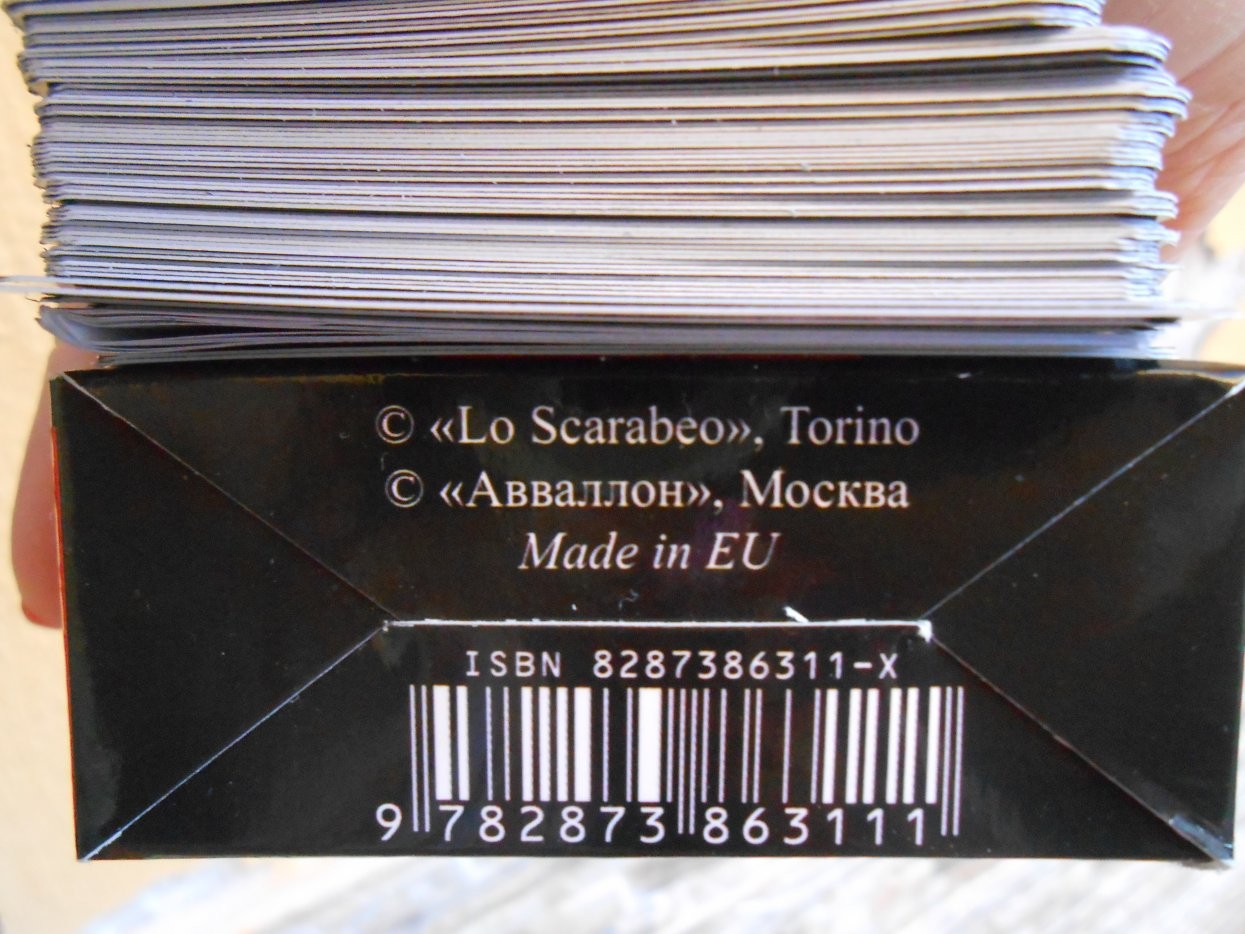 © «Lo Scarabeo», Torino
© «Авваллон», Москва
Made in EU
ISBN 8287386311-X
9 782873 863111